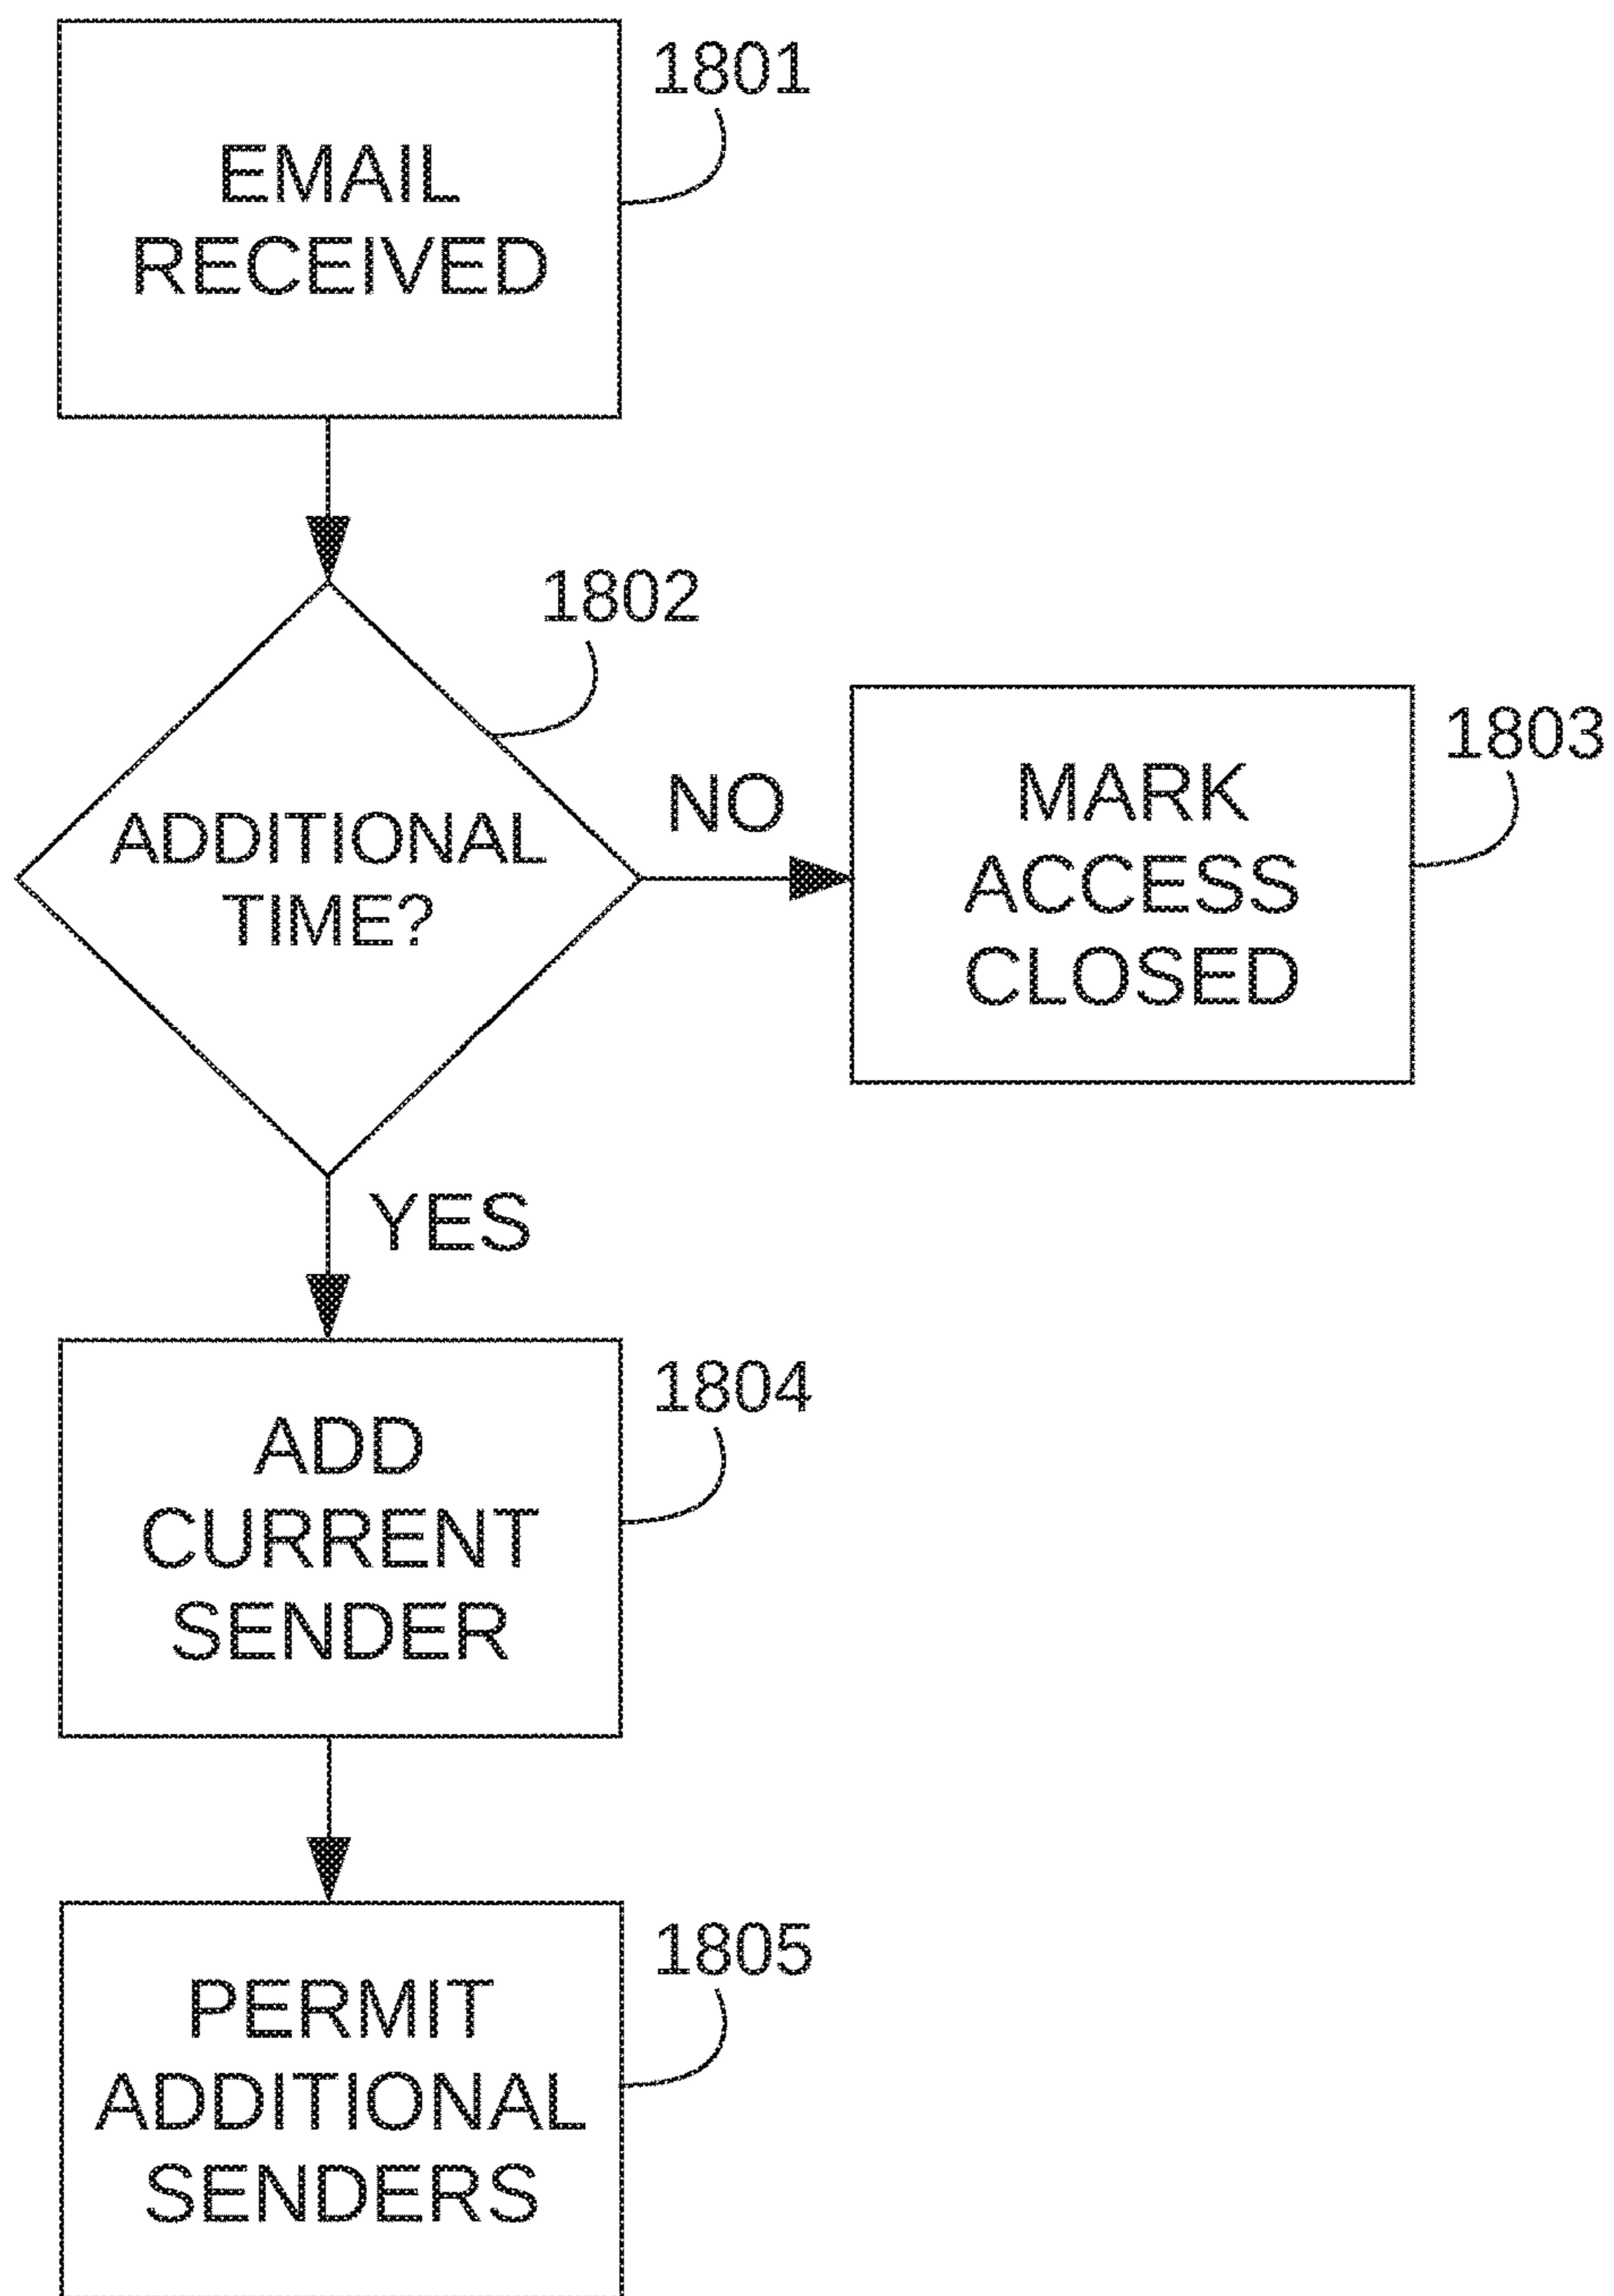 1801
EMAIL
RECEIVED
1802
ADDITIONAL
TIME?
NO
1803
MARK
ACCESS
CLOSED
YES
1804
ADD
CURRENT
SENDER
1805
PERMIT
ADDITIONAL
SENDERS